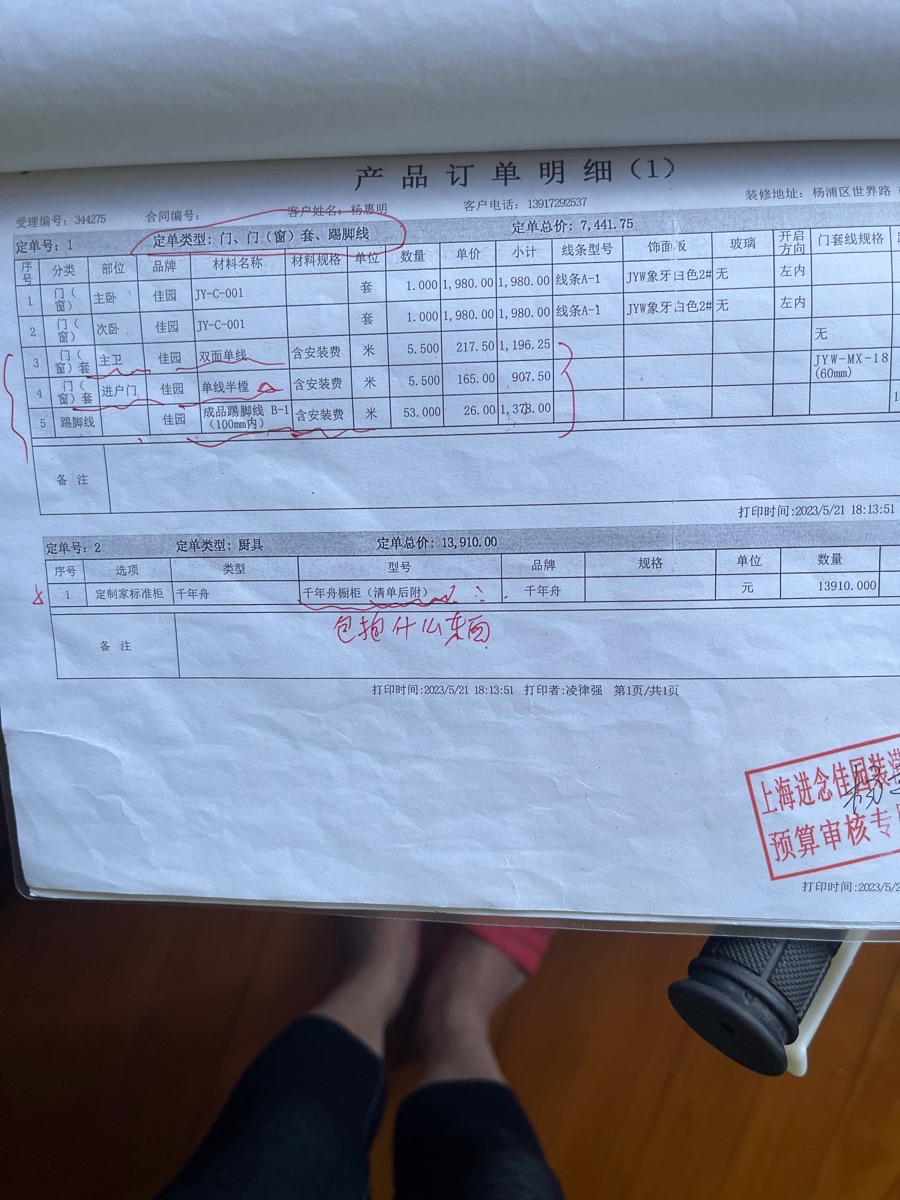 产品订单明细(1)
受理编号: 344275 合同编号: 客户姓名: 杨惠明 客户电话: 13917292537 装修地址: 杨浦区世界路
定单号: 1 定单类型: 门、门(窗)套、踢脚线 定单总价: 7,441.75
序号 分类 部位 品牌 材料名称 材料规格 单位 数量 单价 小计 线条型号 饰面板 玻璃 开启方向 门套线规格
1 门(窗) 主卧 佳园 JY-C-001 套 1.000 1,980.00 1,980.00 线条A-1 JYW象牙白色2# 无 左内
2 门(窗) 次卧 佳园 JY-C-001 套 1.000 1,980.00 1,980.00 线条A-1 JYW象牙白色2# 无 左内
3 门(窗)套 主卫 佳园 双面单线 含安装费 米 5.500 217.50 1,196.25 无
4 门(窗)套 进户门 佳园 单线半樘 含安装费 米 5.500 165.00 907.50 JYW-MX-18(60mm)
5 踢脚线 佳园 成品踢脚线 B-1(100mm内) 含安装费 米 53.000 26.00 1,378.00
备 注
打印时间:2023/5/21 18:13:51
定单号: 2 定单类型: 厨具 定单总价: 13,910.00
序号 选项 类型 型号 品牌 规格 单位 数量
1 定制家标准柜 千年舟 千年舟橱柜(清单后附) 千年舟 元 13910.000
包抱什么东西
备 注
打印时间:2023/5/21 18:13:51 打印者:凌律强 第1页/共1页
上海进念佳园装
预算审核专
打印时间:2023/5/2